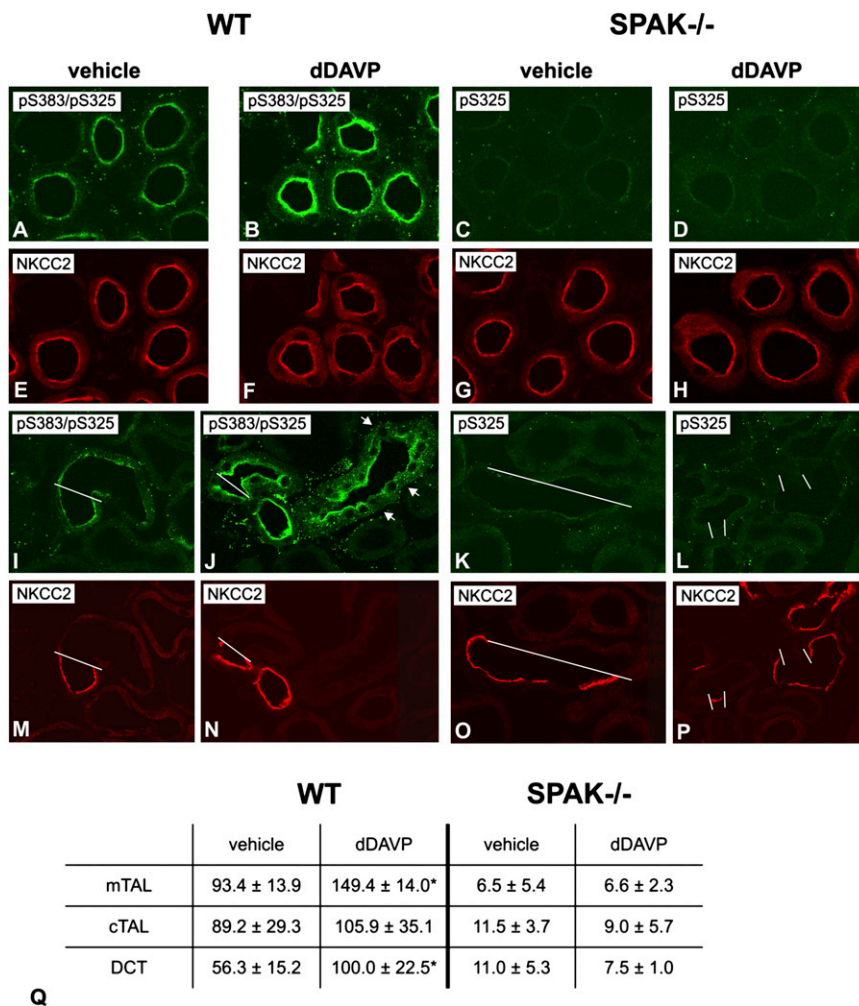 WT SPAK-/-
vehicle dDAVP vehicle dDAVP
pS383/pS325 pS383/pS325 pS325 pS325
A B C D
NKCC2 NKCC2 NKCC2 NKCC2
E F G H
pS383/pS325 pS383/pS325 pS325 pS325
I J K L
NKCC2 NKCC2 NKCC2 NKCC2
M N O P
WT SPAK-/-
vehicle dDAVP vehicle dDAVP
mTAL 93.4 ± 13.9 149.4 ± 14.0* 6.5 ± 5.4 6.6 ± 2.3
cTAL 89.2 ± 29.3 105.9 ± 35.1 11.5 ± 3.7 9.0 ± 5.7
DCT 56.3 ± 15.2 100.0 ± 22.5* 11.0 ± 5.3 7.5 ± 1.0
Q